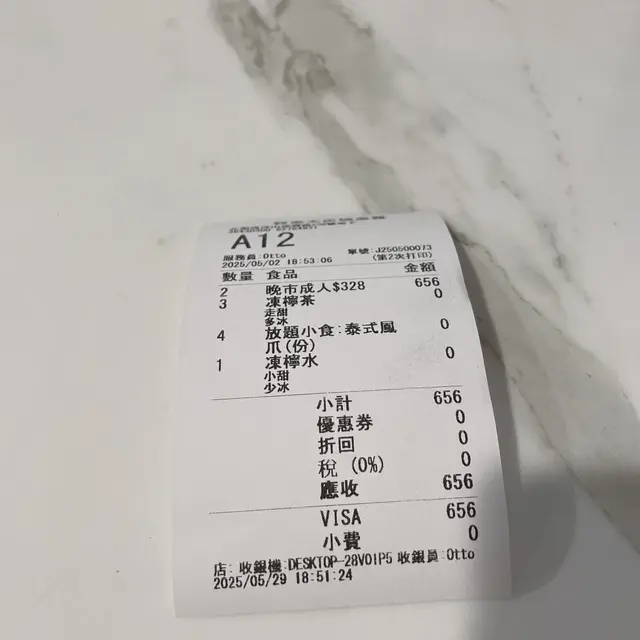 A12
服務員:Otto
單號:J250500073
2025/05/02 18:53:06
(第2次打印)
數量 食品 金額
2 晚市成人$328 656
3 凍檸茶 0
走甜
多冰
4 放題小食:泰式鳳 0
爪(份)
1 凍檸水 0
小甜
少冰
小計 656
優惠券 0
折回 0
稅 (0%) 0
應收 656
VISA 656
小費 0
店: 收銀機:DESKTOP-28VOIP5 收銀員:Otto
2025/05/29 18:51:24